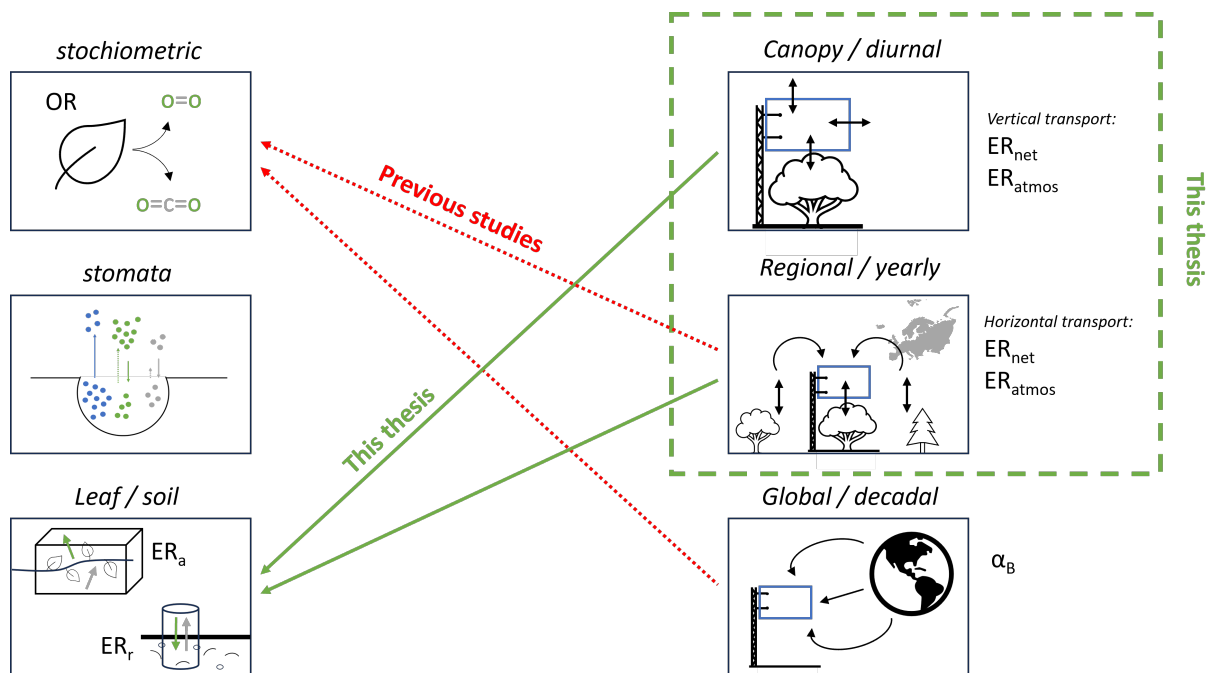 stochiometric
OR
O=O
O=C=O
stomata
Leaf / soil
ERa
ERr
Previous studies
This thesis
Canopy / diurnal
Vertical transport:
ERnet
ERatmos
Regional / yearly
Horizontal transport:
ERnet
ERatmos
Global / decadal
αB
This thesis